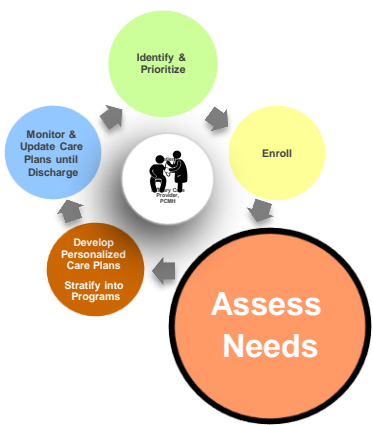 Identify &
Prioritize
Enroll
Assess
Needs
Develop
Personalized
Care Plans
Stratify into
Programs
Monitor &
Update Care
Plans until
Discharge
Provider,
PCMH